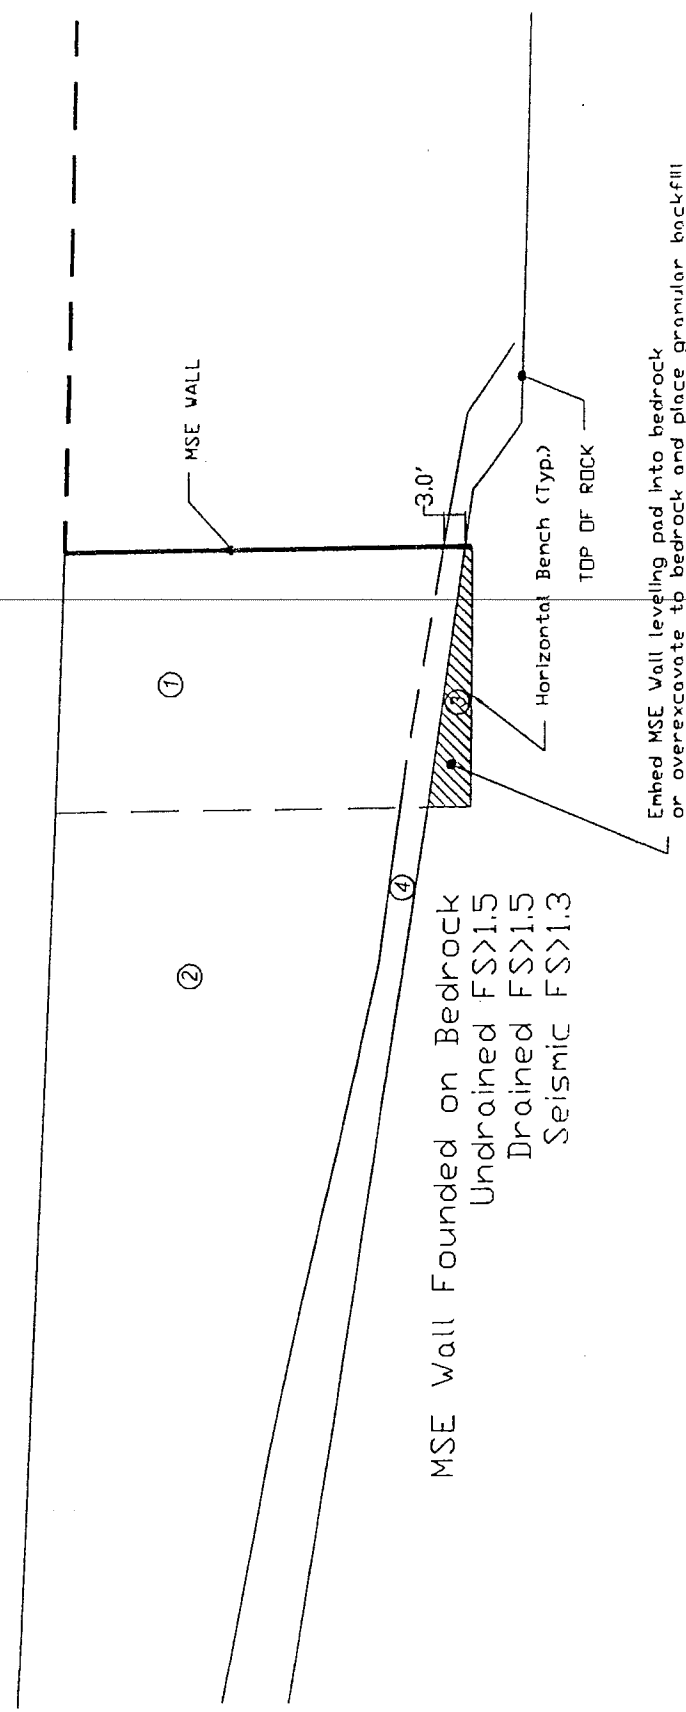 MSE WALL
1
2
3.0'
3
4
Horizontal Bench (Typ.)
TOP OF ROCK
MSE Wall Founded on Bedrock
Undrained FS>1.5
Drained FS>1.5
Seismic FS>1.3
Embed MSE Wall leveling pad into bedrock
or overexcavate to bedrock and place granular backfill